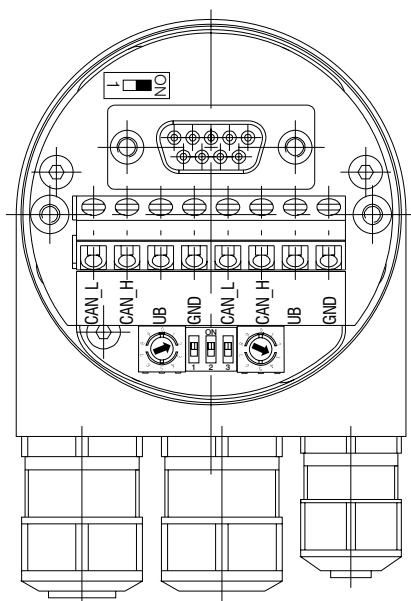 1 ON
CAN_L
CAN_H
UB
GND
CAN_L
CAN_H
UB
GND
ON
1 2 3